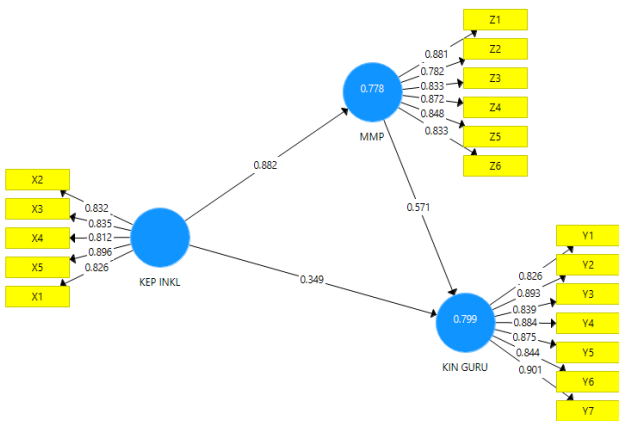 Z1
0.881
Z2
0.782
0.778
0.833
Z3
0.872
Z4
0.848
MMP
0.833
Z5
Z6
0.882
X2
0.832
X3
0.835
X4
0.812
X5
0.896
X1
0.826
KEP INKL
0.571
0.349
Y1
0.826
Y2
0.893
Y3
0.839
0.799
0.884
Y4
0.875
Y5
0.844
KIN GURU
0.901
Y6
Y7